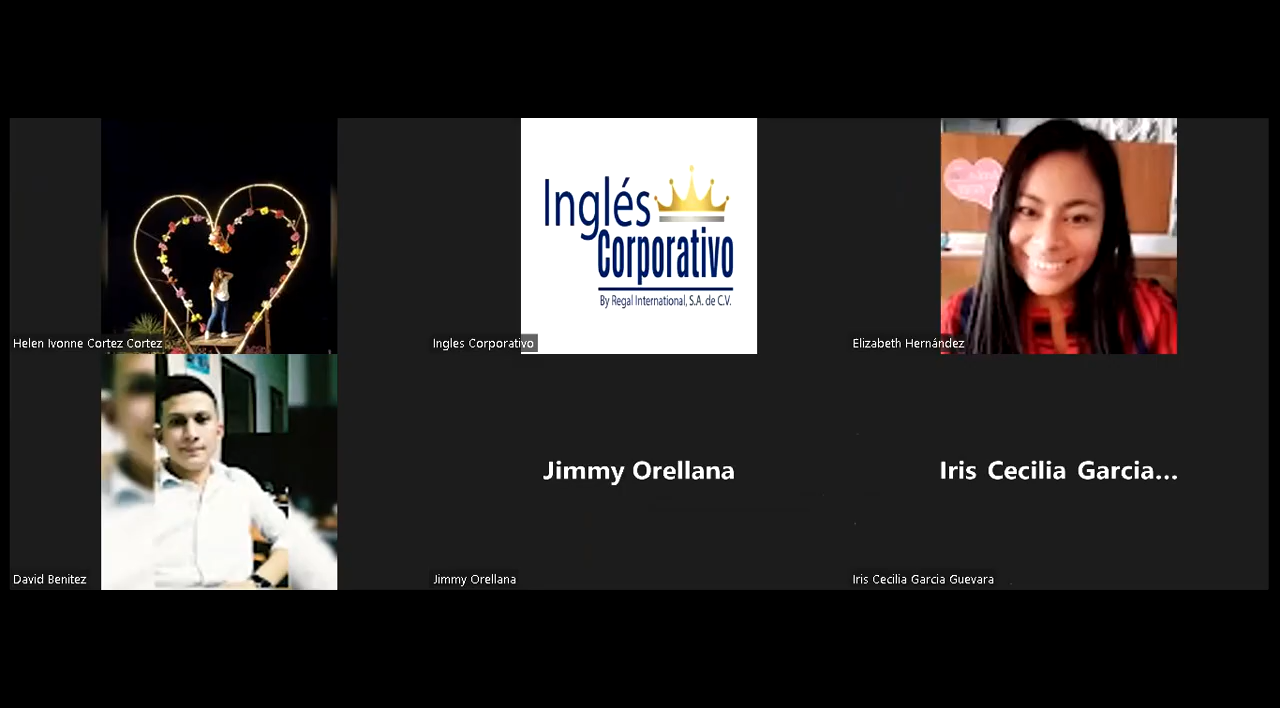 Inglés
Corporativo
By Regal International, S.A. de C.V.
Helen Ivonne Cortez Cortez
Ingles Corporativo
Elizabeth Hernández
Jimmy Orellana
Iris Cecilia Garcia...
David Benitez
Jimmy Orellana
Iris Cecilia Garcia Guevara